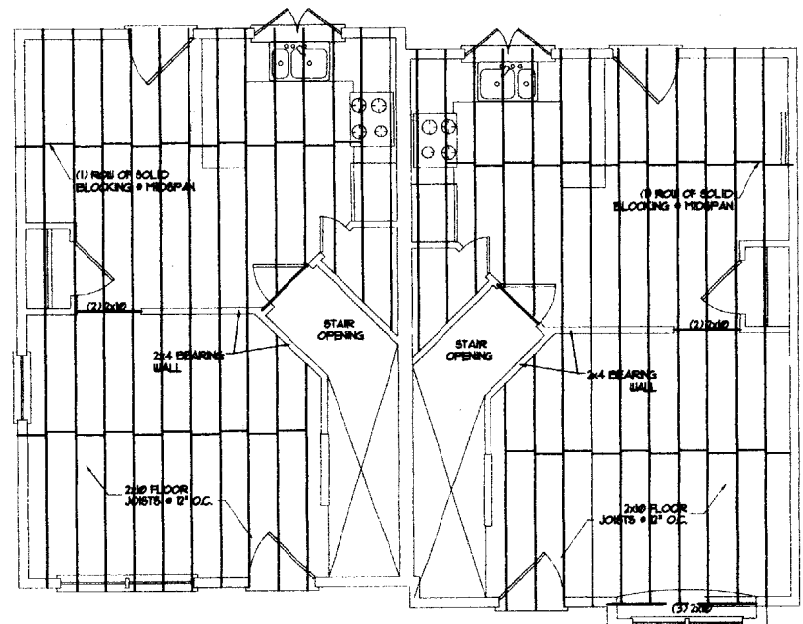 (1) ROW OF SOLID
BLOCKING @ MIDSPAN
(1) ROW OF SOLID
BLOCKING @ MIDSPAN
(2) 2x10
(2) 2x10
STAIR
OPENING
STAIR
OPENING
2x4 BEARING
WALL
2x4 BEARING
WALL
2x10 FLOOR
JOISTS @ 12" O.C.
2x10 FLOOR
JOISTS @ 12" O.C.
(3) 2x10